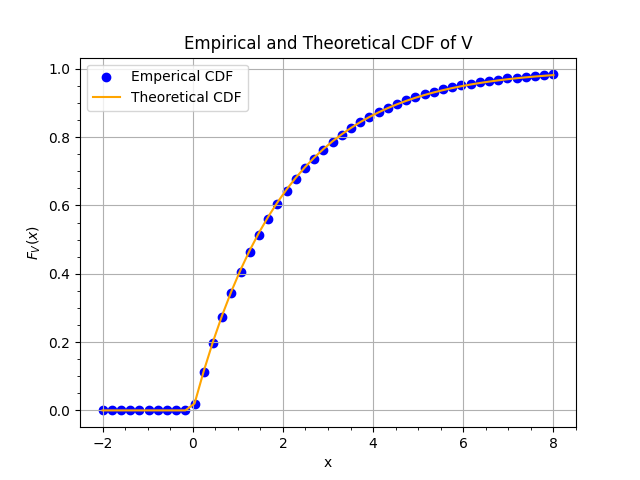 Empirical and Theoretical CDF of V
Emperical CDF
Theoretical CDF
1.0
0.8
0.6
0.4
0.2
0.0
F_V(x)
−2
0
2
4
6
8
x